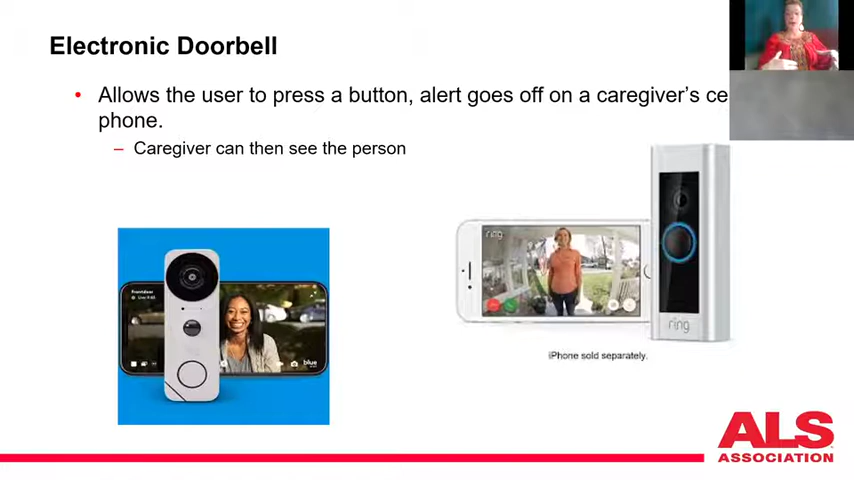 Electronic Doorbell
• Allows the user to press a button, alert goes off on a caregiver's ce
phone.
– Caregiver can then see the person
ring
blue
ring
iPhone sold separately.
ALS
ASSOCIATION